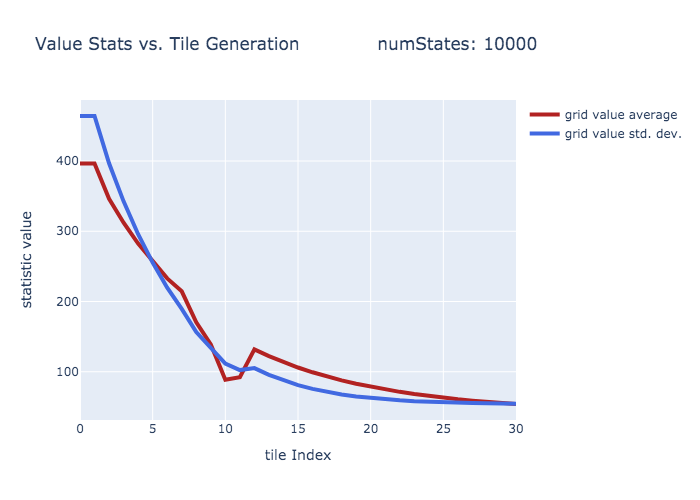 Value Stats vs. Tile Generation numStates: 10000
grid value average
grid value std. dev.
statistic value
400
300
200
100
0 5 10 15 20 25 30
tile Index